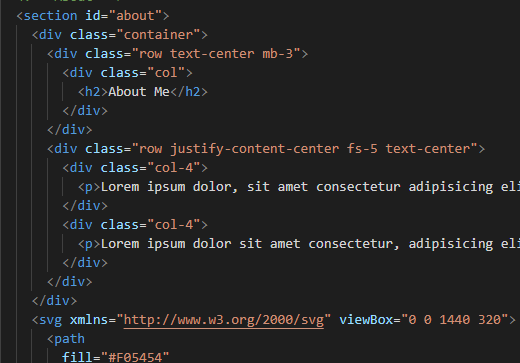 <section id="about">
<div class="container">
<div class="row text-center mb-3">
<div class="col">
<h2>About Me</h2>
</div>
</div>
<div class="row justify-content-center fs-5 text-center">
<div class="col-4">
<p>Lorem ipsum dolor, sit amet consectetur adipisicing eli
</div>
<div class="col-4">
<p>Lorem ipsum dolor sit amet consectetur, adipisicing eli
</div>
</div>
</div>
<svg xmlns="http://www.w3.org/2000/svg" viewBox="0 0 1440 320">
<path
fill="#F05454"